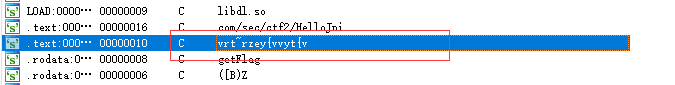 LOAD:0000… 00000009 C libdl.so
.text:000… 00000016 C com/sec/ctf2/HelloJni
.text:000… 00000010 C vrt~rzey{vvyt{v
.rodata:0… 00000008 C getFlag
.rodata:0… 00000006 C ([B)Z